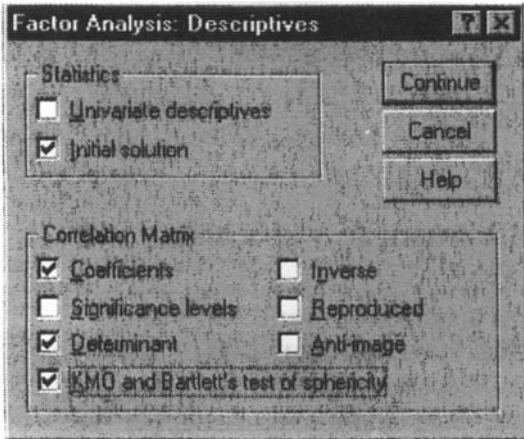 Factor Analysis: Descriptives
Statistics
Univariate descriptives
Initial solution
Continue
Cancel
Help
Correlation Matrix
Coefficients
Inverse
Significance levels
Reproduced
Determinant
Anti-image
KMO and Bartlett's test of sphericity